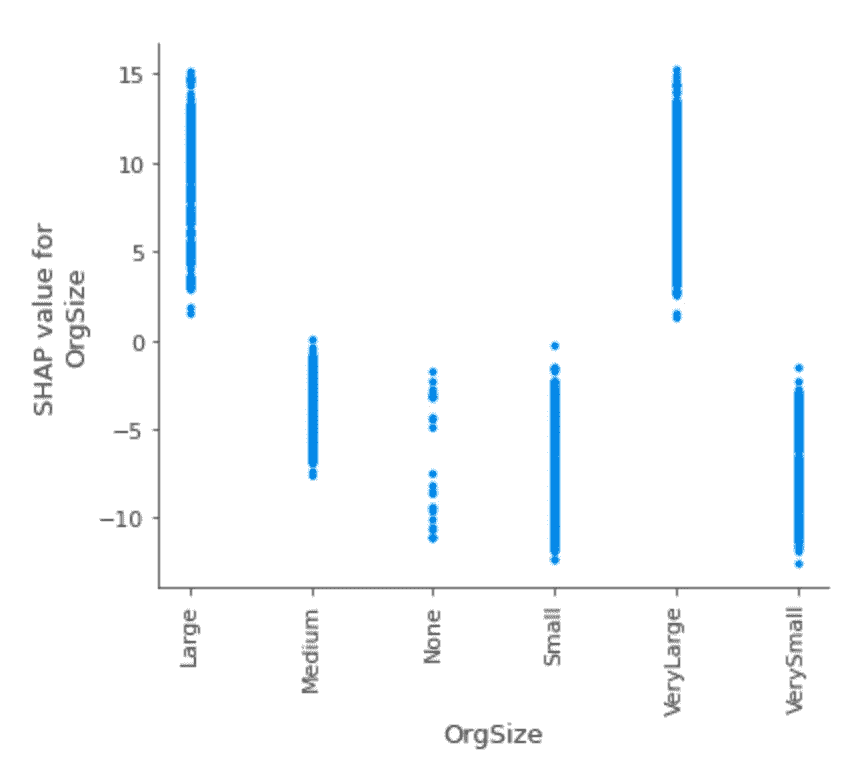 15
10
5
0
−5
−10
SHAP value for
OrgSize
Large
Medium
None
Small
VeryLarge
VerySmall
OrgSize